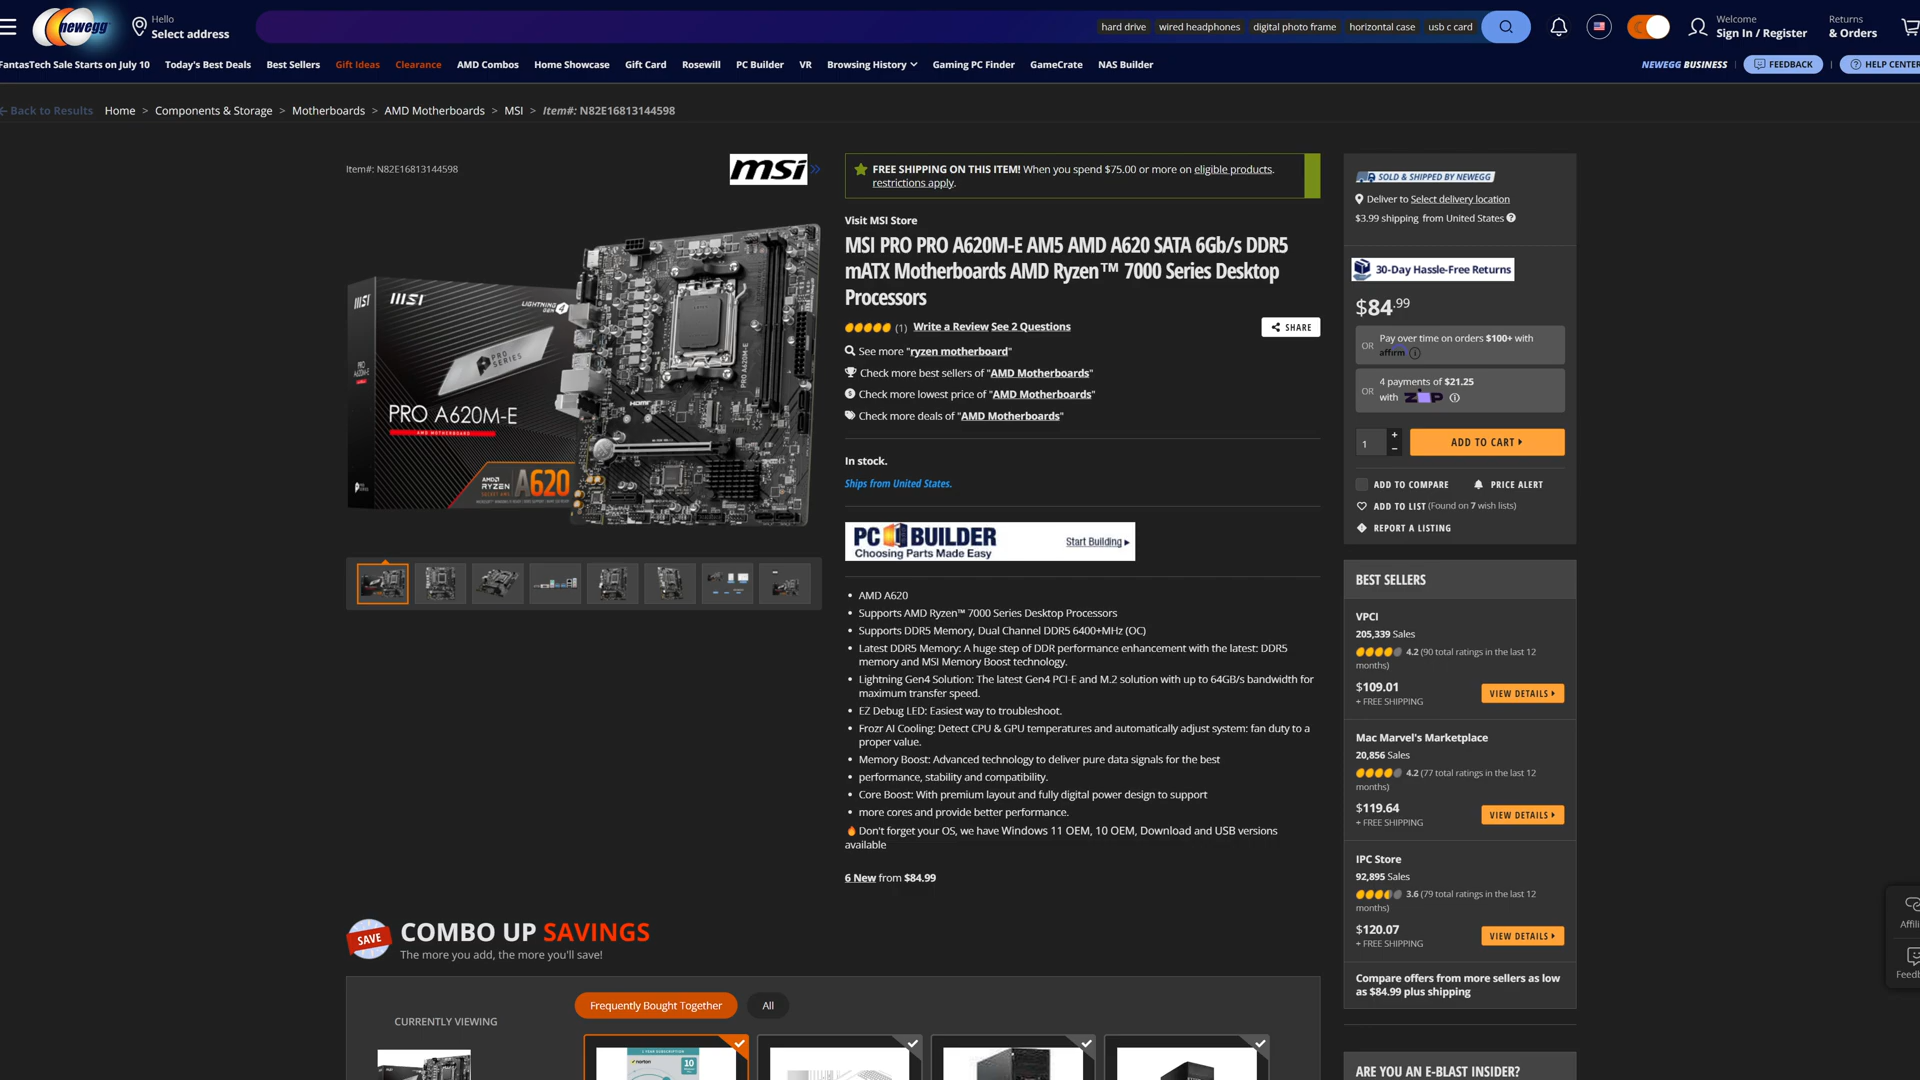 newegg
Hello
Select address
hard drive
wired headphones
digital photo frame
horizontal case
usb c card
Welcome
Sign In / Register
Returns
& Orders
FantasTech Sale Starts on July 10
Today's Best Deals
Best Sellers
Gift Ideas
Clearance
AMD Combos
Home Showcase
Gift Card
Rosewill
PC Builder
VR
Browsing History
Gaming PC Finder
GameCrate
NAS Builder
NEWEGG BUSINESS
FEEDBACK
HELP CENTER
Back to Results
Home > Components & Storage > Motherboards > AMD Motherboards > MSI > Item#: N82E16813144598
Item#: N82E16813144598
msi
msi
msi
LIGHTNING GEN 4
PRO SERIES
PRO A620M-E
AMD MOTHERBOARD
AMD RYZEN
A620
HDMI
PRO A620M-E
FREE SHIPPING ON THIS ITEM! When you spend $75.00 or more on eligible products.
restrictions apply.
Visit MSI Store
MSI PRO PRO A620M-E AM5 AMD A620 SATA 6Gb/s DDR5
mATX Motherboards AMD Ryzen™ 7000 Series Desktop
Processors
(1) Write a Review See 2 Questions
SHARE
See more "ryzen motherboard"
Check more best sellers of "AMD Motherboards"
Check more lowest price of "AMD Motherboards"
Check more deals of "AMD Motherboards"
In stock.
Ships from United States.
PC BUILDER
Choosing Parts Made Easy
Start Building
• AMD A620
• Supports AMD Ryzen™ 7000 Series Desktop Processors
• Supports DDR5 Memory, Dual Channel DDR5 6400+MHz (OC)
• Latest DDR5 Memory: A huge step of DDR performance enhancement with the latest: DDR5
memory and MSI Memory Boost technology.
• Lightning Gen4 Solution: The latest Gen4 PCI-E and M.2 solution with up to 64GB/s bandwidth for
maximum transfer speed.
• EZ Debug LED: Easiest way to troubleshoot.
• Frozr AI Cooling: Detect CPU & GPU temperatures and automatically adjust system: fan duty to a
proper value.
• Memory Boost: Advanced technology to deliver pure data signals for the best
• performance, stability and compatibility.
• Core Boost: With premium layout and fully digital power design to support
• more cores and provide better performance.
Don't forget your OS, we have Windows 11 OEM, 10 OEM, Download and USB versions
available
6 New from $84.99
SOLD & SHIPPED BY NEWEGG
Deliver to Select delivery location
$3.99 shipping from United States
30-Day Hassle-Free Returns
$84.99
OR
Pay over time on orders $100+ with
affirm
OR
4 payments of $21.25
with ZIP
1
+
−
ADD TO CART
ADD TO COMPARE
PRICE ALERT
ADD TO LIST (Found on 7 wish lists)
REPORT A LISTING
BEST SELLERS
VPCI
205,339 Sales
4.2 (90 total ratings in the last 12
months)
$109.01
+ FREE SHIPPING
VIEW DETAILS
Mac Marvel's Marketplace
20,856 Sales
4.2 (77 total ratings in the last 12
months)
$119.64
+ FREE SHIPPING
VIEW DETAILS
IPC Store
92,895 Sales
3.6 (79 total ratings in the last 12
months)
$120.07
+ FREE SHIPPING
VIEW DETAILS
Compare offers from more sellers as low
as $84.99 plus shipping
ARE YOU AN E-BLAST INSIDER?
Affili
Feedb
SAVE
COMBO UP SAVINGS
The more you add, the more you'll save!
Frequently Bought Together
All
CURRENTLY VIEWING
norton
10